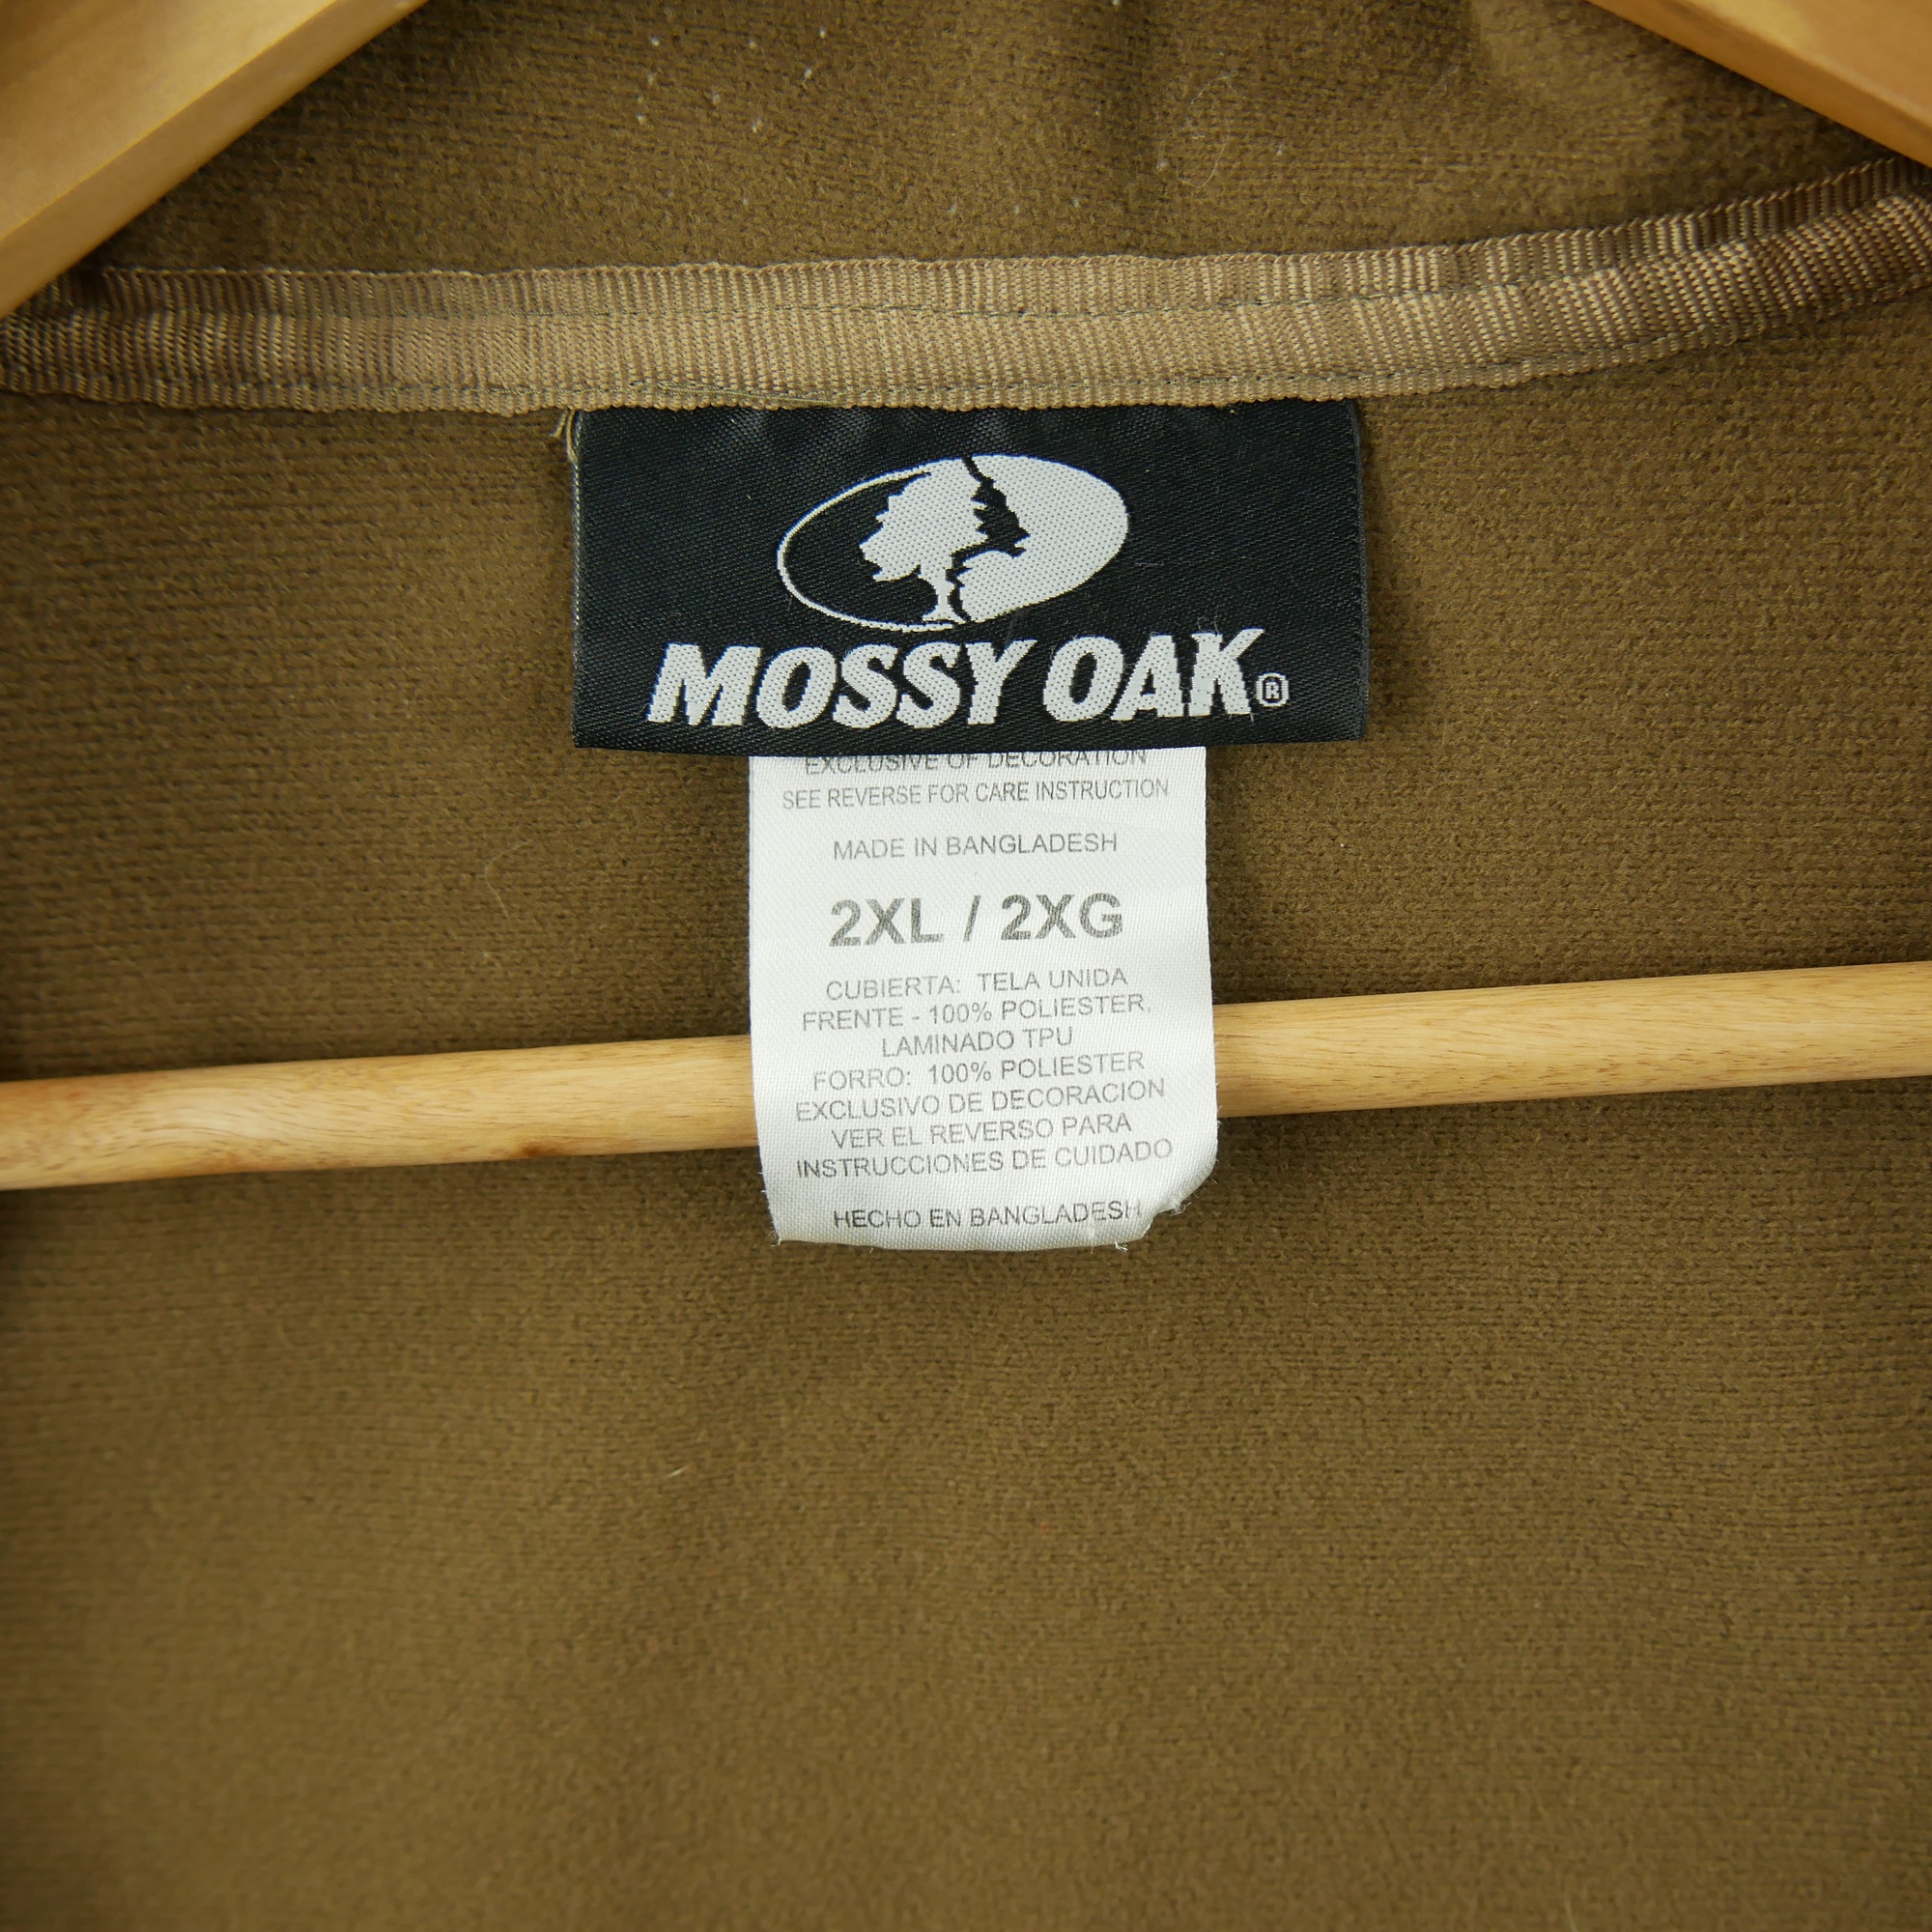 MOSSY OAK®
EXCLUSIVE OF DECORATION
SEE REVERSE FOR CARE INSTRUCTION
MADE IN BANGLADESH
2XL / 2XG
CUBIERTA: TELA UNIDA
FRENTE - 100% POLIESTER,
LAMINADO TPU
FORRO: 100% POLIESTER
EXCLUSIVO DE DECORACION
VER EL REVERSO PARA
INSTRUCCIONES DE CUIDADO
HECHO EN BANGLADESH